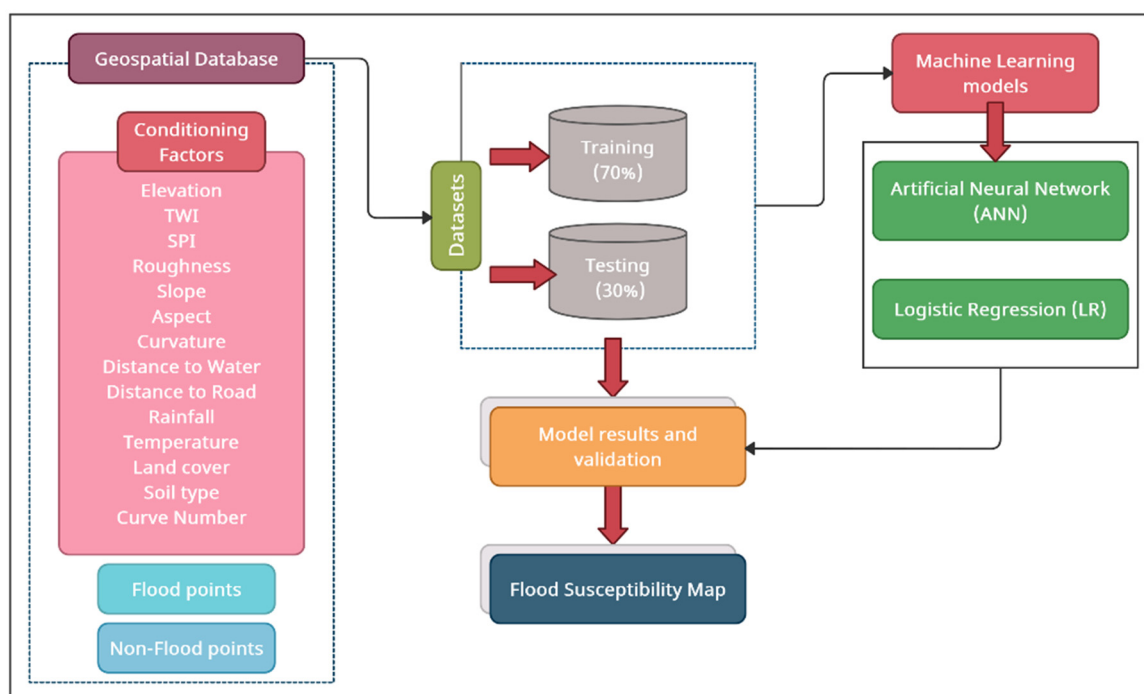 Geospatial Database
Conditioning
Factors
Elevation
TWI
SPI
Roughness
Slope
Aspect
Curvature
Distance to Water
Distance to Road
Rainfall
Temperature
Land cover
Soil type
Curve Number
Flood points
Non-Flood points
Datasets
Training
(70%)
Testing
(30%)
Machine Learning
models
Artificial Neural Network
(ANN)
Logistic Regression (LR)
Model results and
validation
Flood Susceptibility Map